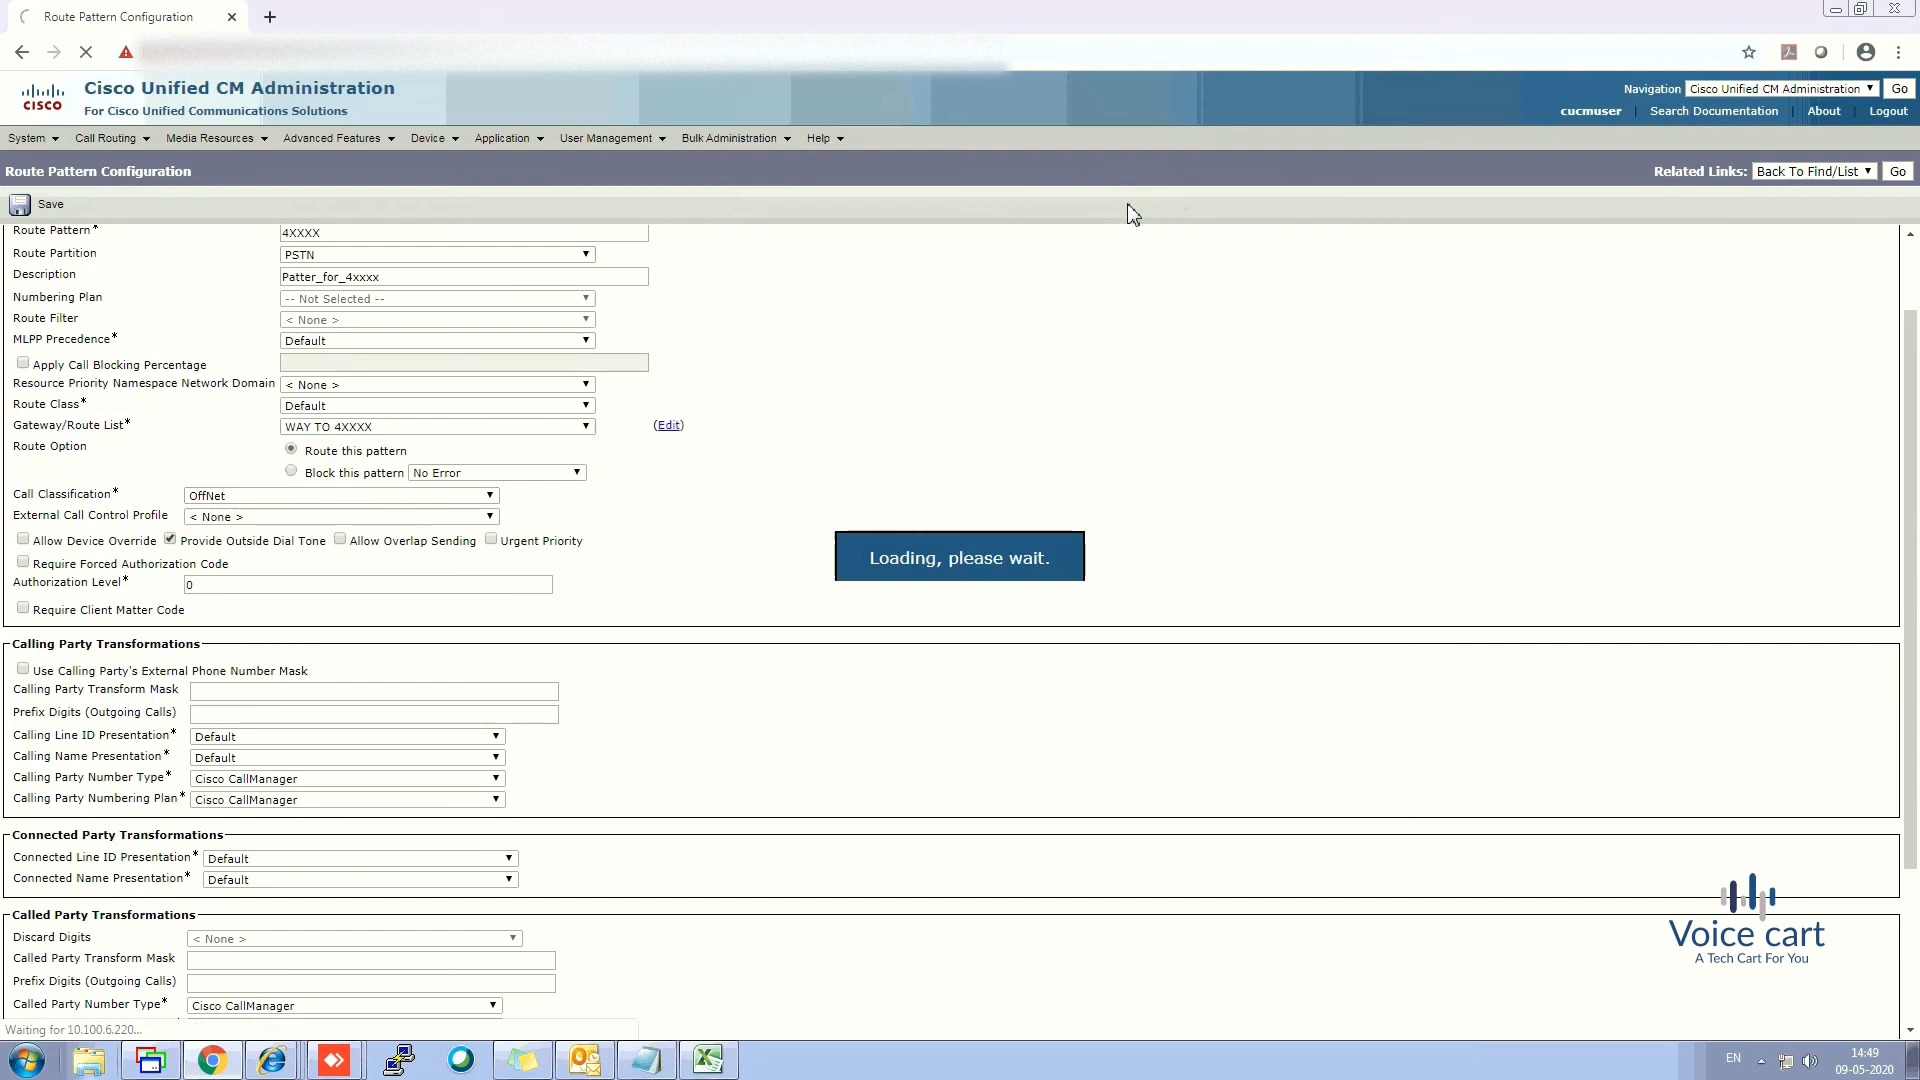 Route Pattern Configuration
Cisco Unified CM Administration
For Cisco Unified Communications Solutions
CISCO
Navigation Cisco Unified CM Administration Go
cucmuser | Search Documentation | About | Logout
System Call Routing Media Resources Advanced Features Device Application User Management Bulk Administration Help
Route Pattern Configuration
Related Links: Back To Find/List Go
Save
Route Pattern* 4XXXX
Route Partition PSTN
Description Patter_for_4xxxx
Numbering Plan -- Not Selected --
Route Filter < None >
MLPP Precedence* Default
Apply Call Blocking Percentage
Resource Priority Namespace Network Domain < None >
Route Class* Default
Gateway/Route List* WAY TO 4XXXX (Edit)
Route Option Route this pattern
Block this pattern No Error
Call Classification* OffNet
External Call Control Profile < None >
Allow Device Override Provide Outside Dial Tone Allow Overlap Sending Urgent Priority
Require Forced Authorization Code
Authorization Level* 0
Require Client Matter Code
Loading, please wait.
Calling Party Transformations
Use Calling Party's External Phone Number Mask
Calling Party Transform Mask
Prefix Digits (Outgoing Calls)
Calling Line ID Presentation* Default
Calling Name Presentation* Default
Calling Party Number Type* Cisco CallManager
Calling Party Numbering Plan* Cisco CallManager
Connected Party Transformations
Connected Line ID Presentation* Default
Connected Name Presentation* Default
Called Party Transformations
Discard Digits < None >
Called Party Transform Mask
Prefix Digits (Outgoing Calls)
Called Party Number Type* Cisco CallManager
Voice cart
A Tech Cart For You
Waiting for 10.100.6.220...
EN
14:49
09-05-2020